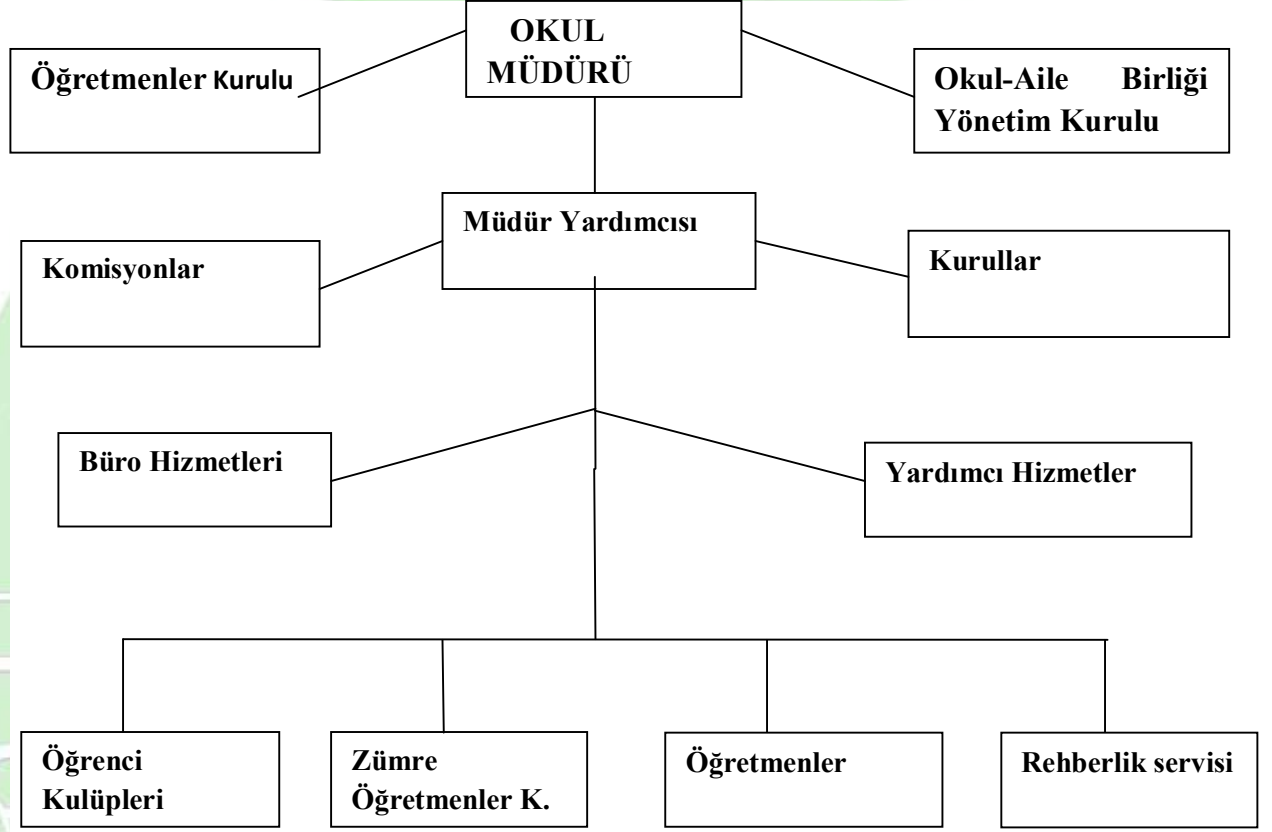 OKUL
MÜDÜRÜ
Öğretmenler Kurulu
Okul-Aile Birliği
Yönetim Kurulu
Müdür Yardımcısı
Komisyonlar
Kurullar
Büro Hizmetleri
Yardımcı Hizmetler
Öğrenci
Kulüpleri
Zümre
Öğretmenler K.
Öğretmenler
Rehberlik servisi